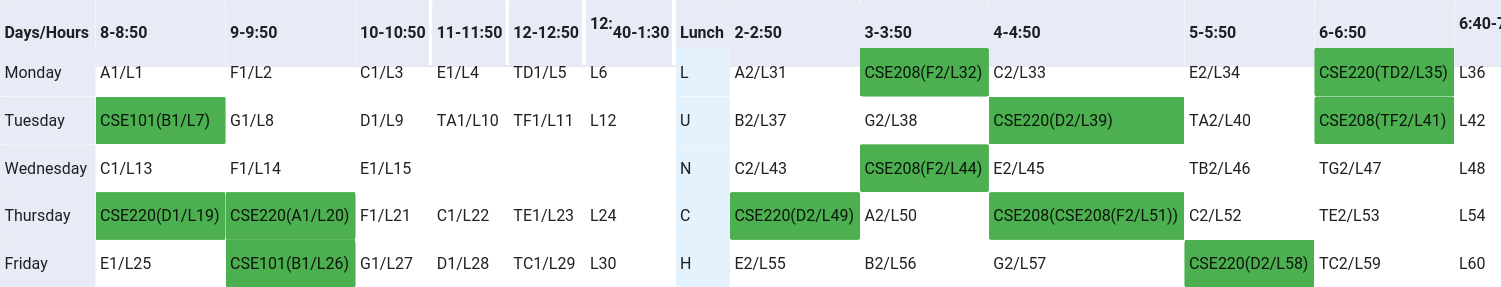 Days/Hours 8-8:50 9-9:50 10-10:50 11-11:50 12-12:50 12:40-1:30 Lunch 2-2:50 3-3:50 4-4:50 5-5:50 6-6:50 6:40-7
Monday A1/L1 F1/L2 C1/L3 E1/L4 TD1/L5 L6 L A2/L31 CSE208(F2/L32) C2/L33 E2/L34 CSE220(TD2/L35) L36
Tuesday CSE101(B1/L7) G1/L8 D1/L9 TA1/L10 TF1/L11 L12 U B2/L37 G2/L38 CSE220(D2/L39) TA2/L40 CSE208(TF2/L41) L42
Wednesday C1/L13 F1/L14 E1/L15 N C2/L43 CSE208(F2/L44) E2/L45 TB2/L46 TG2/L47 L48
Thursday CSE220(D1/L19) CSE220(A1/L20) F1/L21 C1/L22 TE1/L23 L24 C CSE220(D2/L49) A2/L50 CSE208(CSE208(F2/L51)) C2/L52 TE2/L53 L54
Friday E1/L25 CSE101(B1/L26) G1/L27 D1/L28 TC1/L29 L30 H E2/L55 B2/L56 G2/L57 CSE220(D2/L58) TC2/L59 L60